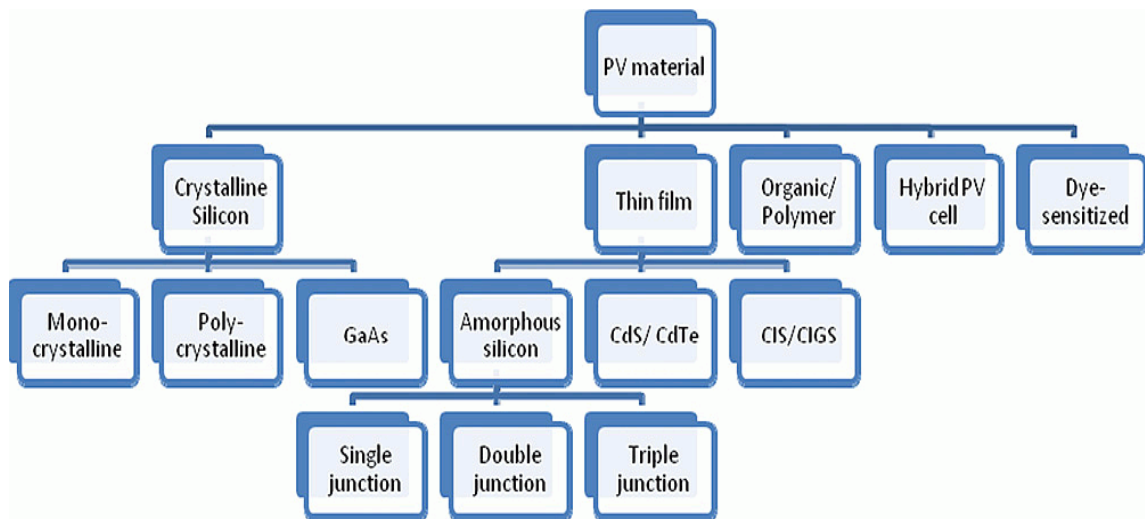 PV material
Crystalline
Silicon
Thin film
Organic/
Polymer
Hybrid PV
cell
Dye-
sensitized
Mono-
crystalline
Poly-
crystalline
GaAs
Amorphous
silicon
CdS/ CdTe
CIS/CIGS
Single
junction
Double
junction
Triple
junction